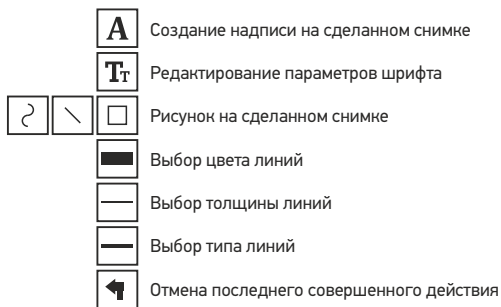 A Создание надписи на сделанном снимке
Tт Редактирование параметров шрифта
Рисунок на сделанном снимке
Выбор цвета линий
Выбор толщины линий
Выбор типа линий
Отмена последнего совершенного действия